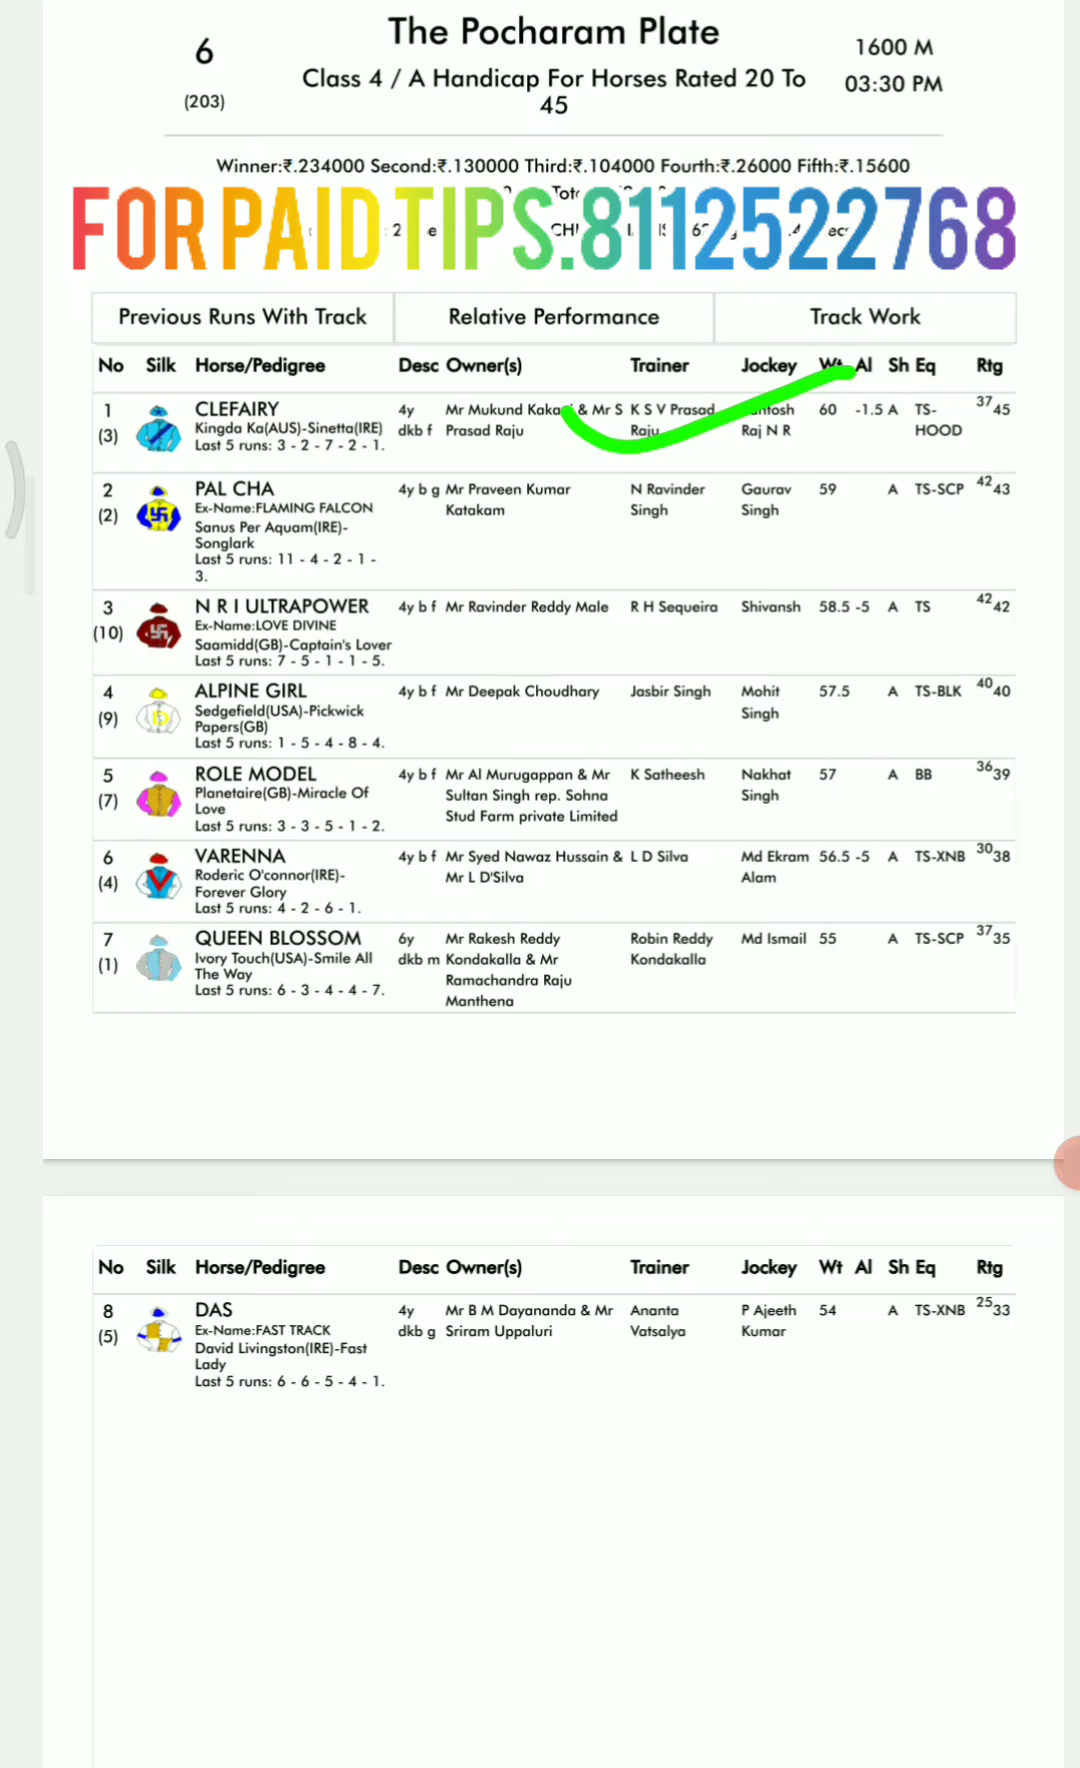 The Pocharam Plate
6
1600 M
Class 4 / A Handicap For Horses Rated 20 To
45
03:30 PM
(203)
Winner:₹.234000 Second:₹.130000 Third:₹.104000 Fourth:₹.26000 Fifth:₹.15600
FOR PAID TIPS.8112522768
Previous Runs With Track Relative Performance Track Work
No Silk Horse/Pedigree Desc Owner(s) Trainer Jockey Wt Al Sh Eq Rtg
1 CLEFAIRY 4y Mr Mukund & Mr S K S V Prasad 60 -1.5 A TS- 37 45
(3) Kingda Ka(AUS)-Sinetta(IRE) dkb f Prasad Raju Raju Raj N R HOOD
Last 5 runs: 3 - 2 - 7 - 2 - 1.
2 PAL CHA 4y b g Mr Praveen Kumar N Ravinder Gaurav 59 A TS-SCP 42 43
(2) Ex-Name:FLAMING FALCON Katakam Singh Singh
Sanus Per Aquam(IRE)-
Songlark
Last 5 runs: 11 - 4 - 2 - 1 -
3.
3 N R I ULTRAPOWER 4y b f Mr Ravinder Reddy Male R H Sequeira Shivansh 58.5 -5 A TS 42 42
(10) Ex-Name:LOVE DIVINE
Saamidd(GB)-Captain's Lover
Last 5 runs: 7 - 5 - 1 - 1 - 5.
4 ALPINE GIRL 4y b f Mr Deepak Choudhary Jasbir Singh Mohit 57.5 A TS-BLK 40 40
(9) Sedgefield(USA)-Pickwick Singh
Papers(GB)
Last 5 runs: 1 - 5 - 4 - 8 - 4.
5 ROLE MODEL 4y b f Mr Al Murugappan & Mr K Satheesh Nakhat 57 A BB 36 39
(7) Planetaire(GB)-Miracle Of Sultan Singh rep. Sohna Singh
Love Stud Farm private Limited
Last 5 runs: 3 - 3 - 5 - 1 - 2.
6 VARENNA 4y b f Mr Syed Nawaz Hussain & L D Silva Md Ekram 56.5 -5 A TS-XNB 30 38
(4) Roderic O'connor(IRE)- Mr L D'Silva Alam
Forever Glory
Last 5 runs: 4 - 2 - 6 - 1.
7 QUEEN BLOSSOM 6y Mr Rakesh Reddy Robin Reddy Md Ismail 55 A TS-SCP 37 35
(1) Ivory Touch(USA)-Smile All dkb m Kondakalla & Mr Kondakalla
The Way Ramachandra Raju
Last 5 runs: 6 - 3 - 4 - 4 - 7. Manthena
No Silk Horse/Pedigree Desc Owner(s) Trainer Jockey Wt Al Sh Eq Rtg
8 DAS 4y Mr B M Dayananda & Mr Ananta P Ajeeth 54 A TS-XNB 25 33
(5) Ex-Name:FAST TRACK dkb g Sriram Uppaluri Vatsalya Kumar
David Livingston(IRE)-Fast
Lady
Last 5 runs: 6 - 6 - 5 - 4 - 1.